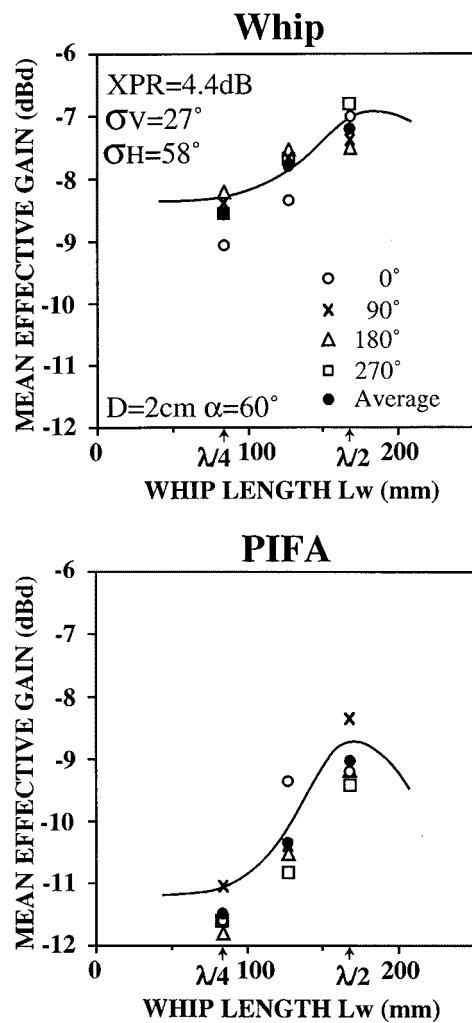 Whip
MEAN EFFECTIVE GAIN (dBd)
-6
-7
-8
-9
-10
-11
-12
XPR=4.4dB
σV=27°
σH=58°
0°
90°
180°
270°
Average
D=2cm α=60°
0
λ/4
100
λ/2
200
WHIP LENGTH Lw (mm)
PIFA
MEAN EFFECTIVE GAIN (dBd)
-6
-7
-8
-9
-10
-11
-12
0
λ/4
100
λ/2
200
WHIP LENGTH Lw (mm)